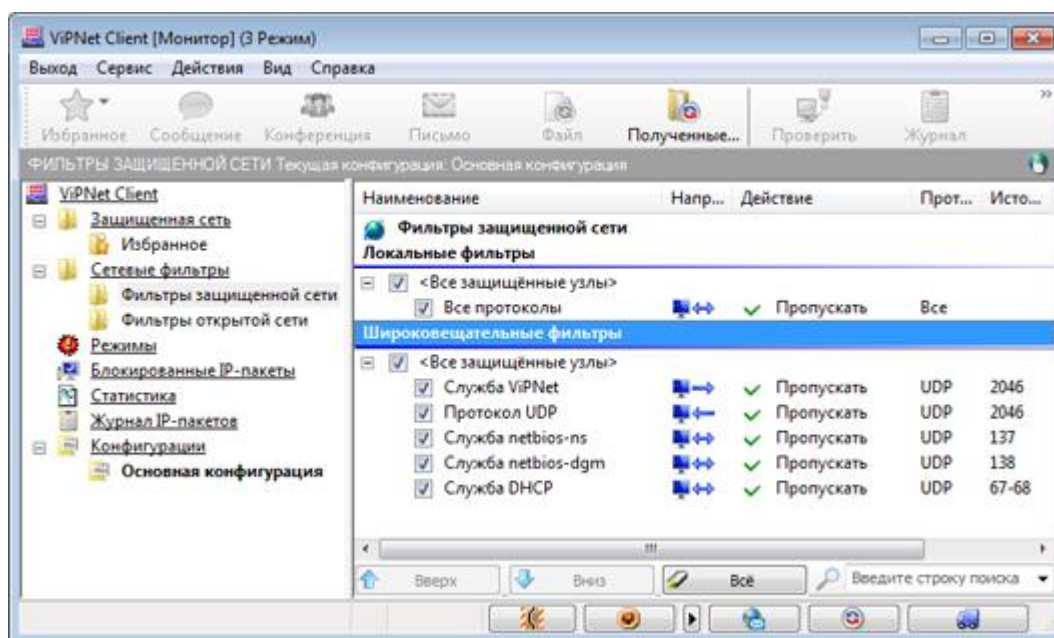 ViPNet Client [Монитор] (3 Режим)
Выход Сервис Действия Вид Справка
Избранное Сообщение Конференция Письмо Файл Полученные... Проверить Журнал »
ФИЛЬТРЫ ЗАЩИЩЕННОЙ СЕТИ Текущая конфигурация: Основная конфигурация
ViPNet Client
Защищенная сеть
Избранное
Сетевые фильтры
Фильтры защищенной сети
Фильтры открытой сети
Режимы
Блокированные IP-пакеты
Статистика
Журнал IP-пакетов
Конфигурации
Основная конфигурация
Наименование Напр... Действие Прот... Исто...
Фильтры защищенной сети
Локальные фильтры
<Все защищённые узлы>
Все протоколы Пропускать Все
Широковещательные фильтры
<Все защищённые узлы>
Служба ViPNet Пропускать UDP 2046
Протокол UDP Пропускать UDP 2046
Служба netbios-ns Пропускать UDP 137
Служба netbios-dgm Пропускать UDP 138
Служба DHCP Пропускать UDP 67-68
Вверх Вниз Всё Введите строку поиска